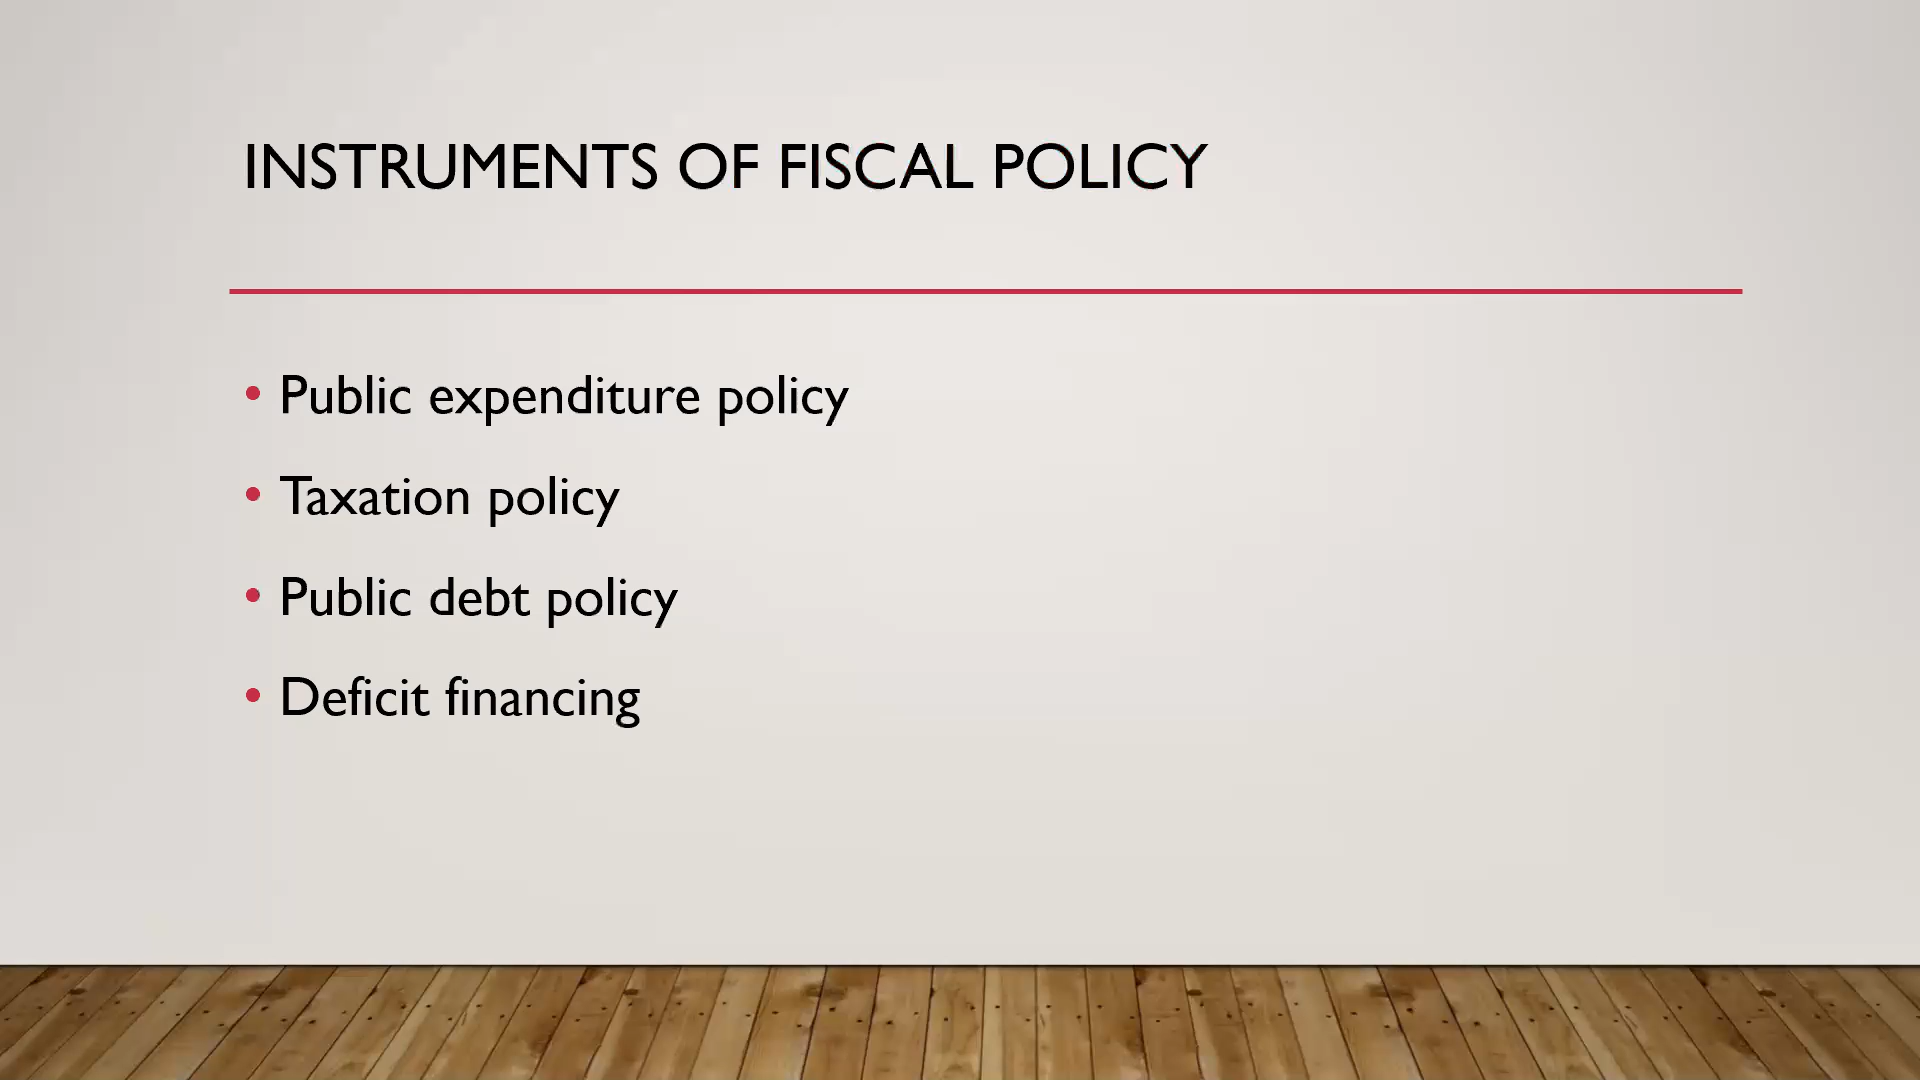 INSTRUMENTS OF FISCAL POLICY
• Public expenditure policy
• Taxation policy
• Public debt policy
• Deficit financing